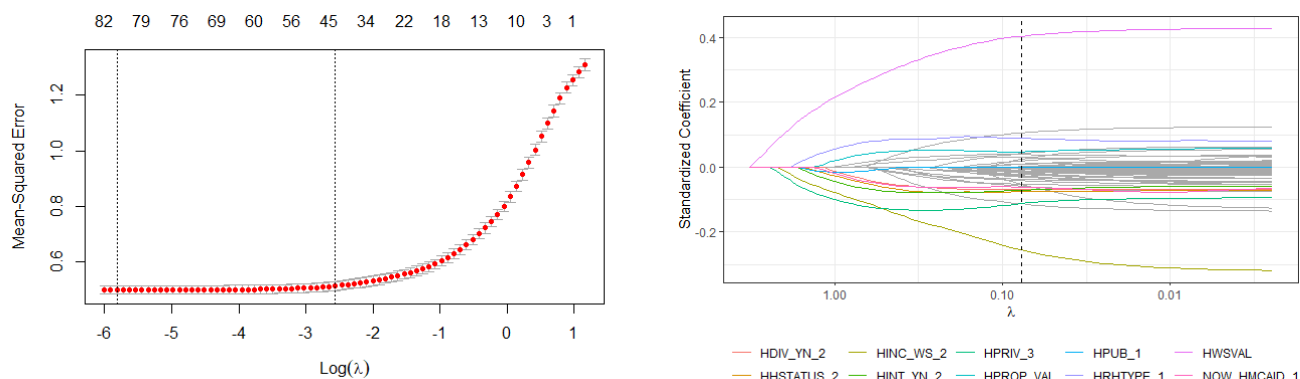 82 79 76 69 60 56 45 34 22 18 13 10 3 1
Mean-Squared Error
1.2
1.0
0.8
0.6
-6 -5 -4 -3 -2 -1 0 1
Log(λ)
Standardized Coefficient
0.4
0.2
0.0
-0.2
1.00 0.10 0.01
λ
HDIV_YN_2 HINC_WS_2 HPRIV_3 HPUB_1 HWSVAL
HHSTATUS_2 HINT_YN_2 HPROP_VAL HRHTYPE_1 NOW_HMCAID_1